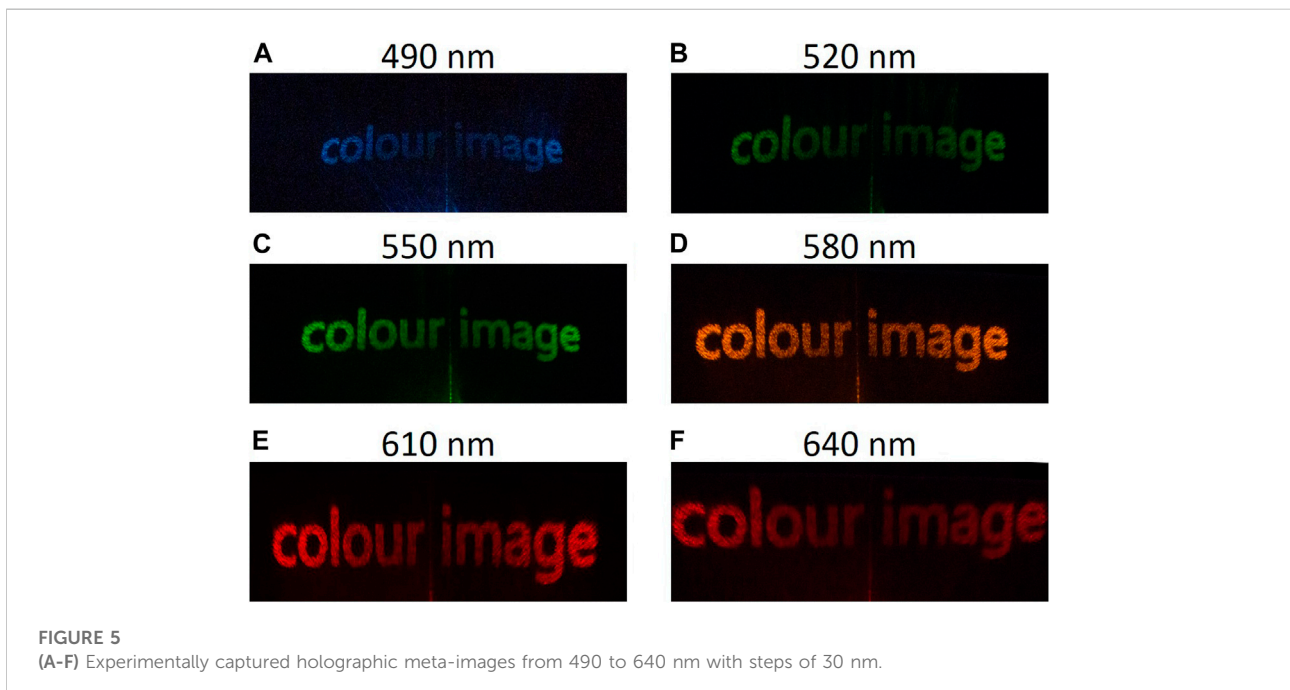 A 490 nm
colour image
B 520 nm
colour image
C 550 nm
colour image
D 580 nm
colour image
E 610 nm
colour image
F 640 nm
colour image
FIGURE 5
(A-F) Experimentally captured holographic meta-images from 490 to 640 nm with steps of 30 nm.